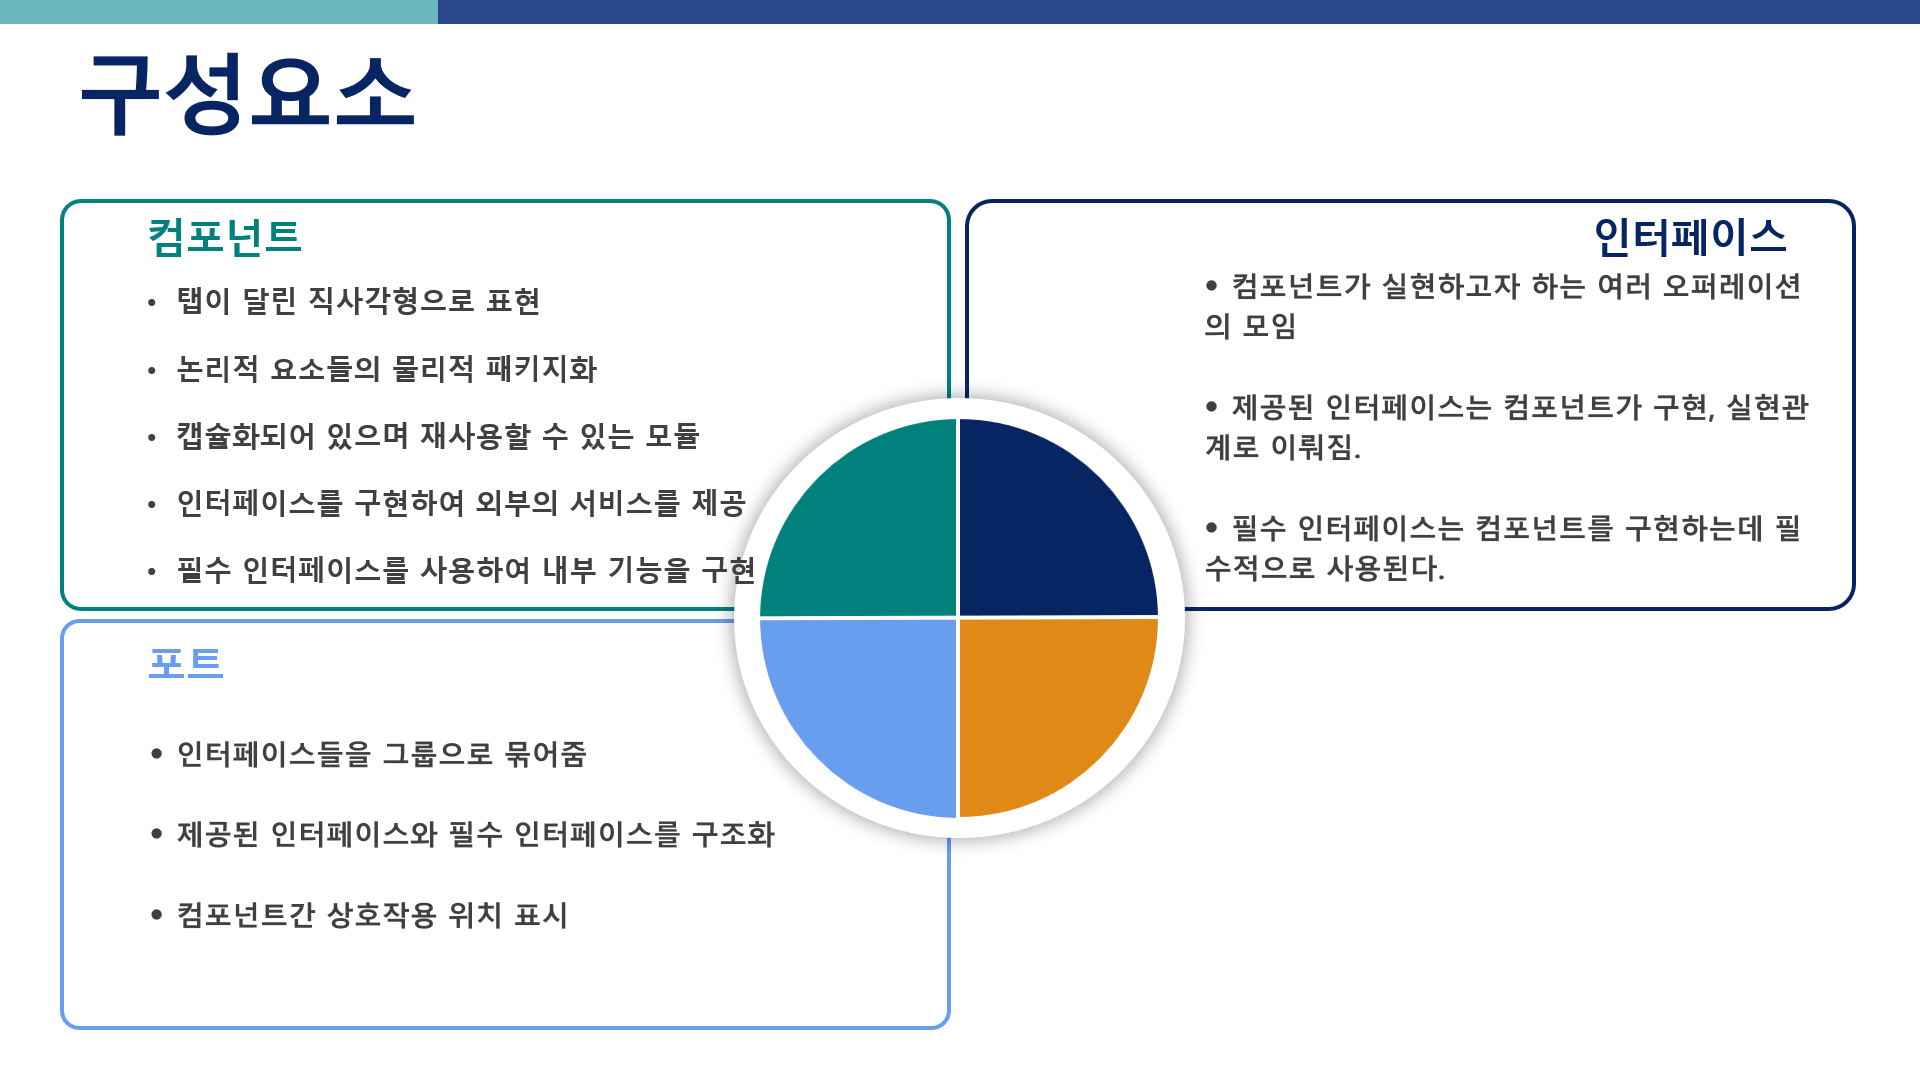 구성요소
컴포넌트
• 탭이 달린 직사각형으로 표현
• 논리적 요소들의 물리적 패키지화
• 캡슐화되어 있으며 재사용할 수 있는 모듈
• 인터페이스를 구현하여 외부의 서비스를 제공
• 필수 인터페이스를 사용하여 내부 기능을 구현
인터페이스
• 컴포넌트가 실현하고자 하는 여러 오퍼레이션
의 모임
• 제공된 인터페이스는 컴포넌트가 구현, 실현관
계로 이뤄짐.
• 필수 인터페이스는 컴포넌트를 구현하는데 필
수적으로 사용된다.
포트
• 인터페이스들을 그룹으로 묶어줌
• 제공된 인터페이스와 필수 인터페이스를 구조화
• 컴포넌트간 상호작용 위치 표시